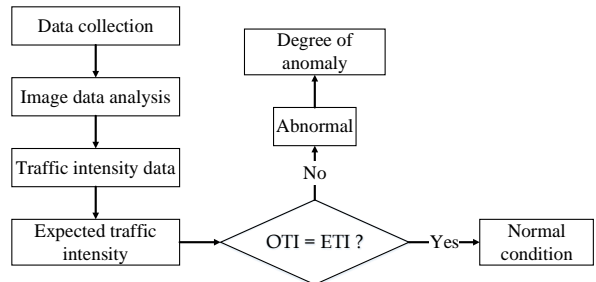 Data collection
Image data analysis
Traffic intensity data
Expected traffic
intensity
Degree of
anomaly
Abnormal
No
OTI = ETI ?
Yes
Normal
condition